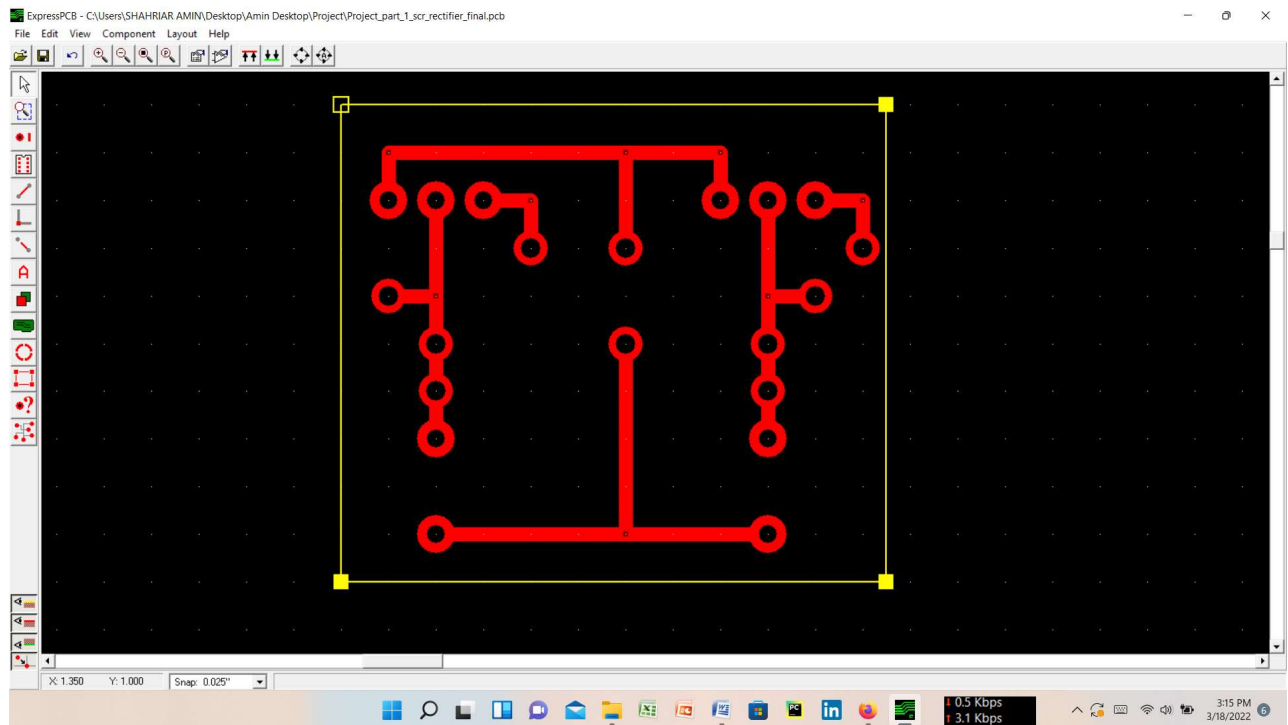 ExpressPCB - C:\Users\SHAHRIAR AMIN\Desktop\Amin Desktop\Project\Project_part_1_scr_rectifier_final.pcb
File Edit View Component Layout Help
X: 1.350 Y: 1.000 Snap: 0.025"
0.5 Kbps
3.1 Kbps
3:15 PM
3/18/2022
6